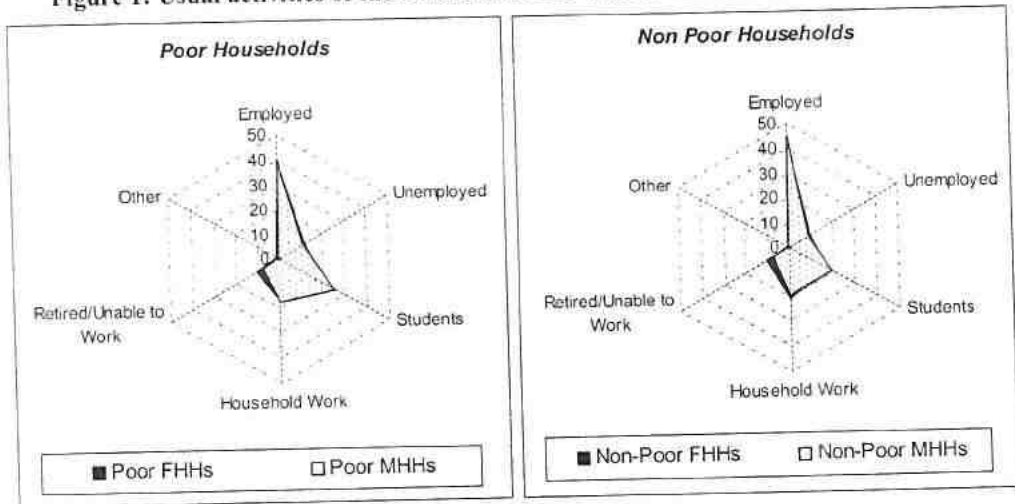 Poor Households
Employed
50
40
30
20
10
0
Other
Unemployed
Retired/Unable to
Work
Students
Household Work
Poor FHHs
Poor MHHs
Non Poor Households
Employed
50
40
30
20
10
0
Other
Unemployed
Retired/Unable to
Work
Students
Household Work
Non-Poor FHHs
Non-Poor MHHs